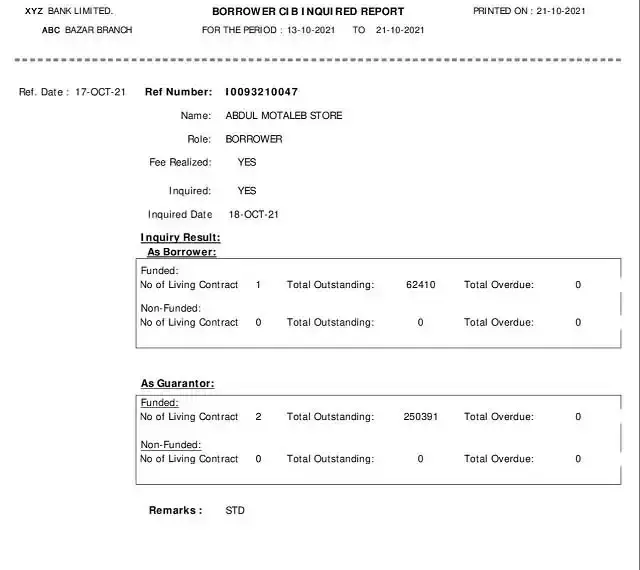 XYZ BANK LIMITED. BORROWER CIB INQUIRED REPORT PRINTED ON : 21-10-2021
ABC BAZAR BRANCH FOR THE PERIOD : 13-10-2021 TO 21-10-2021
Ref. Date : 17-OCT-21 Ref Number: I0093210047
Name: ABDUL MOTALEB STORE
Role: BORROWER
Fee Realized: YES
Inquired: YES
Inquired Date 18-OCT-21
Inquiry Result:
As Borrower:
Funded:
No of Living Contract 1 Total Outstanding: 62410 Total Overdue: 0
Non-Funded:
No of Living Contract 0 Total Outstanding: 0 Total Overdue: 0
As Guarantor:
Funded:
No of Living Contract 2 Total Outstanding: 250391 Total Overdue: 0
Non-Funded:
No of Living Contract 0 Total Outstanding: 0 Total Overdue: 0
Remarks : STD